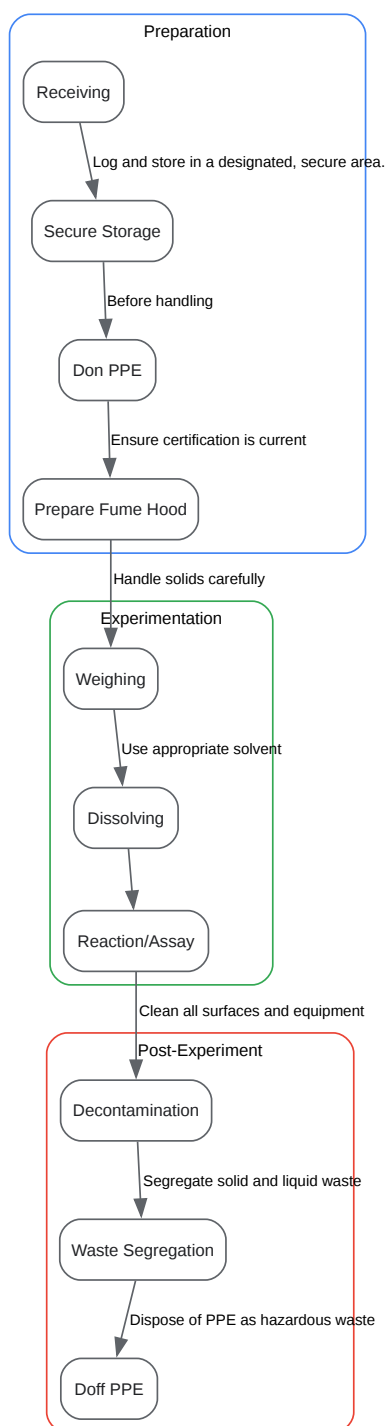 Preparation
Receiving
Log and store in a designated, secure area.
Secure Storage
Before handling
Don PPE
Ensure certification is current
Prepare Fume Hood
Handle solids carefully
Experimentation
Weighing
Use appropriate solvent
Dissolving
Reaction/Assay
Clean all surfaces and equipment
Post-Experiment
Decontamination
Segregate solid and liquid waste
Waste Segregation
Dispose of PPE as hazardous waste
Doff PPE